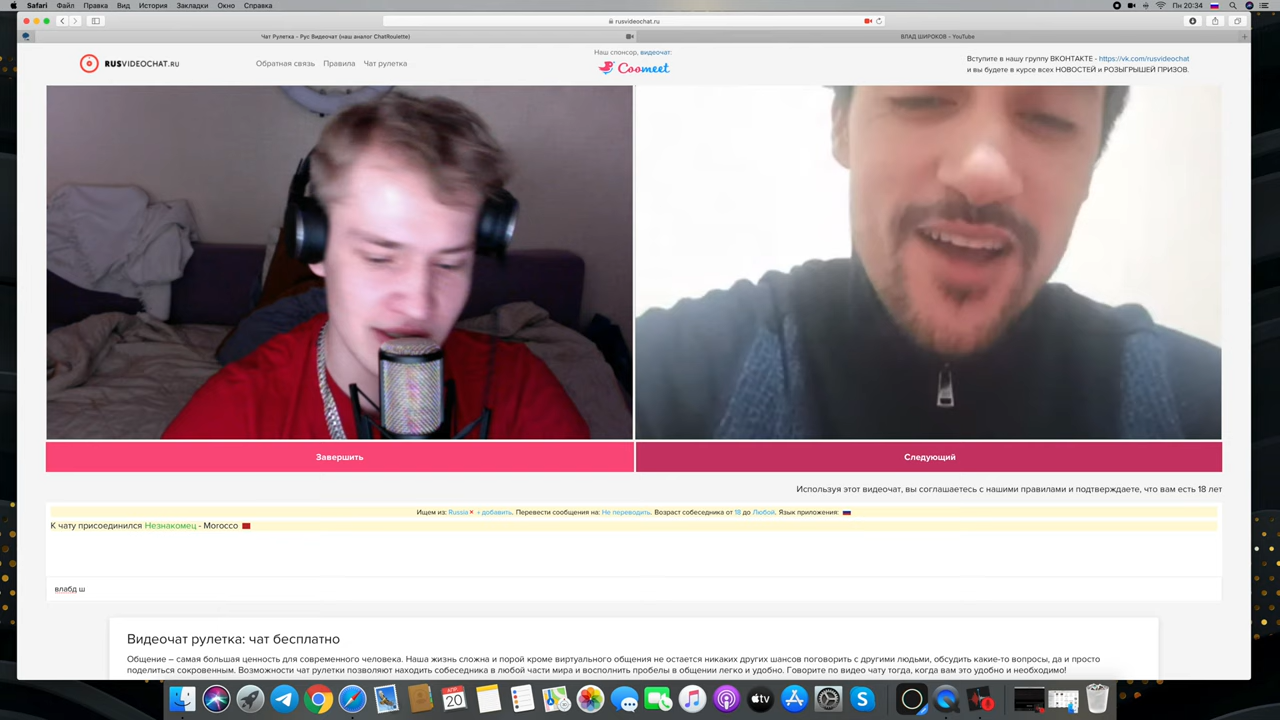 Safari Файл Правка Вид История Закладки Окно Справка
Пн 20:34
rusvideochat.ru
Чат Рулетка - Рус Видеочат (наш аналог ChatRoulette)
ВЛАД ШИРОКОВ - YouTube
RUSVIDEOCHAT.RU
Обратная связь Правила Чат рулетка
Наш спонсор, видеочат:
Coomeet
Вступите в нашу группу ВКОНТАКТЕ - https://vk.com/rusvideochat
и вы будете в курсе всех НОВОСТЕЙ и РОЗЫГРЫШЕЙ ПРИЗОВ.
Завершить
Следующий
Используя этот видеочат, вы соглашаетесь с нашими правилами и подтверждаете, что вам есть 18 лет
Ищем из: Russia× + добавить. Перевести сообщения на: Не переводить. Возраст собеседника от 18 до Любой. Язык приложения:
К чату присоединился Незнакомец - Morocco
влабд ш
Видеочат рулетка: чат бесплатно
Общение – самая большая ценность для современного человека. Наша жизнь сложна и порой кроме виртуального общения не остается никаких других шансов поговорить с другими людьми, обсудить какие-то вопросы, да и просто
поделиться сокровенным. Возможности чат рулетки позволяют находить собеседника в любой части мира и восполнить пробелы в общении легко и удобно. Говорите по видео чату тогда, когда вам это удобно и необходимо!
АПР.
20
tv